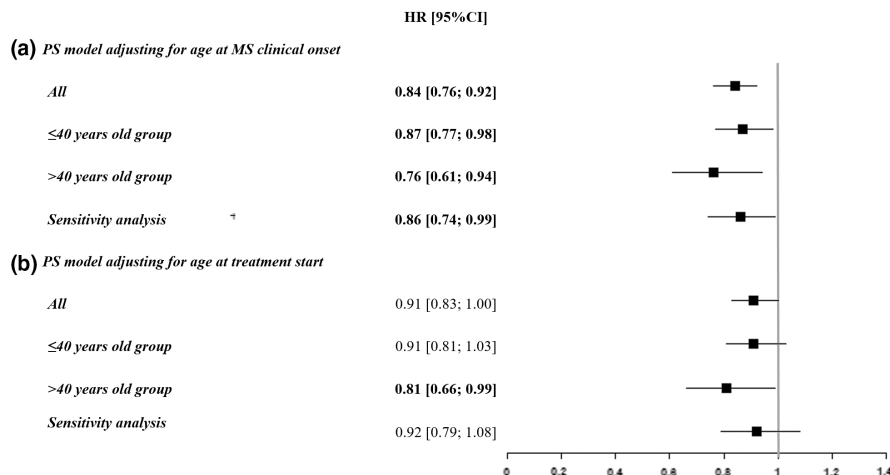 HR [95%CI]
(a) PS model adjusting for age at MS clinical onset
All 0.84 [0.76; 0.92]
≤40 years old group 0.87 [0.77; 0.98]
>40 years old group 0.76 [0.61; 0.94]
Sensitivity analysis 0.86 [0.74; 0.99]
(b) PS model adjusting for age at treatment start
All 0.91 [0.83; 1.00]
≤40 years old group 0.91 [0.81; 1.03]
>40 years old group 0.81 [0.66; 0.99]
Sensitivity analysis 0.92 [0.79; 1.08]
0 0.2 0.4 0.6 0.8 1 1.2 1.4